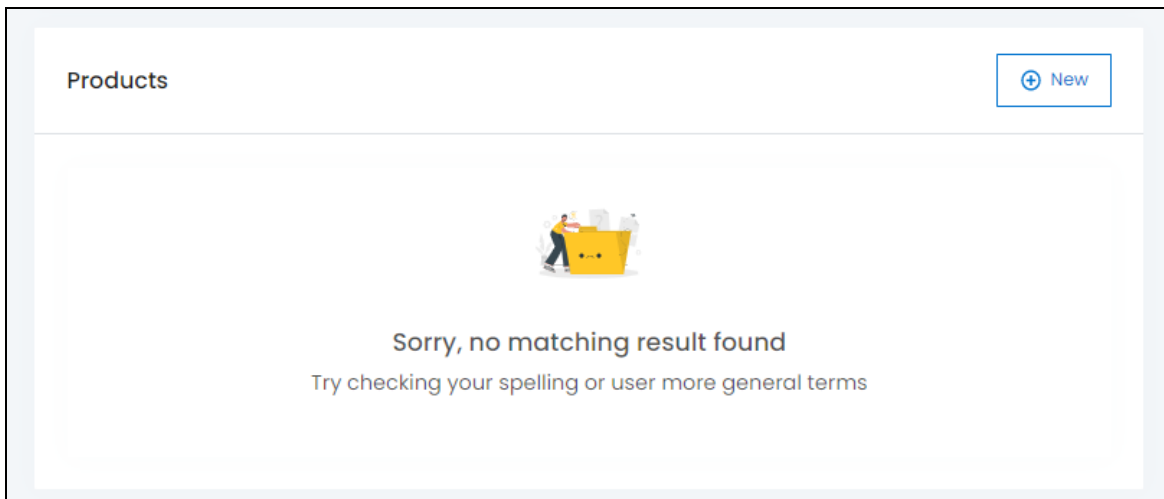 Products
New
Sorry, no matching result found
Try checking your spelling or user more general terms